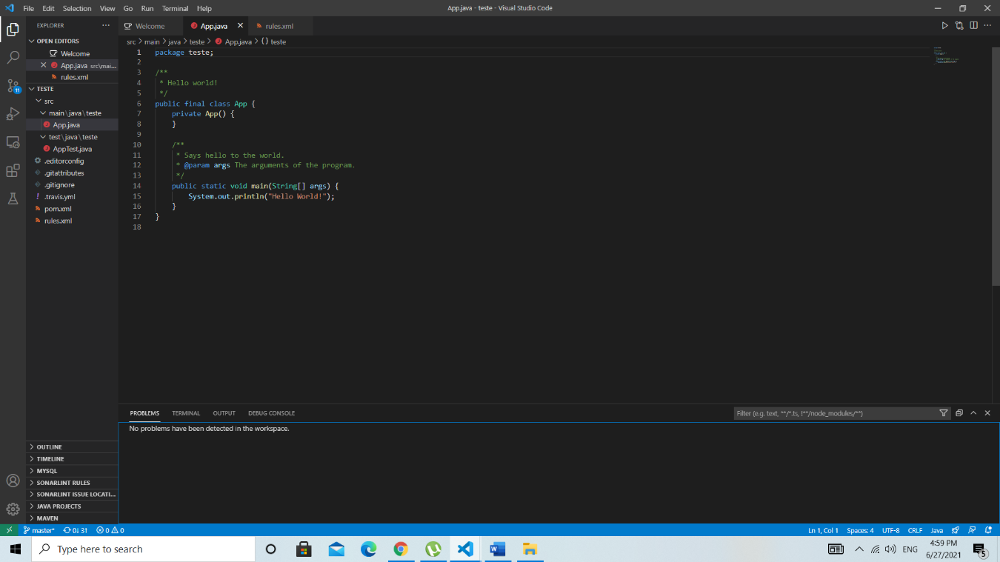 File Edit Selection View Go Run Terminal Help
App.java - teste - Visual Studio Code
EXPLORER
Welcome
App.java
rules.xml
OPEN EDITORS
Welcome
App.java src\mai...
rules.xml
TESTE
src
main\java\teste
App.java
test\java\teste
AppTest.java
.editorconfig
.gitattributes
.gitignore
.travis.yml
pom.xml
rules.xml
11
OUTLINE
TIMELINE
MYSQL
SONARLINT RULES
SONARLINT ISSUE LOCATI...
JAVA PROJECTS
MAVEN
src > main > java > teste > App.java > {} teste
1 package teste;
2
3 /**
4 * Hello world!
5 */
6 public final class App {
7 private App() {
8 }
9
10 /**
11 * Says hello to the world.
12 * @param args The arguments of the program.
13 */
14 public static void main(String[] args) {
15 System.out.println("Hello World!");
16 }
17 }
18
PROBLEMS TERMINAL OUTPUT DEBUG CONSOLE
Filter (e.g. text, **/*.ts, !**/node_modules/**)
No problems have been detected in the workspace.
master* 0↓ 3↑ 0 0
Ln 1, Col 1 Spaces: 4 UTF-8 CRLF Java
Type here to search
ENG
4:59 PM
6/27/2021
5